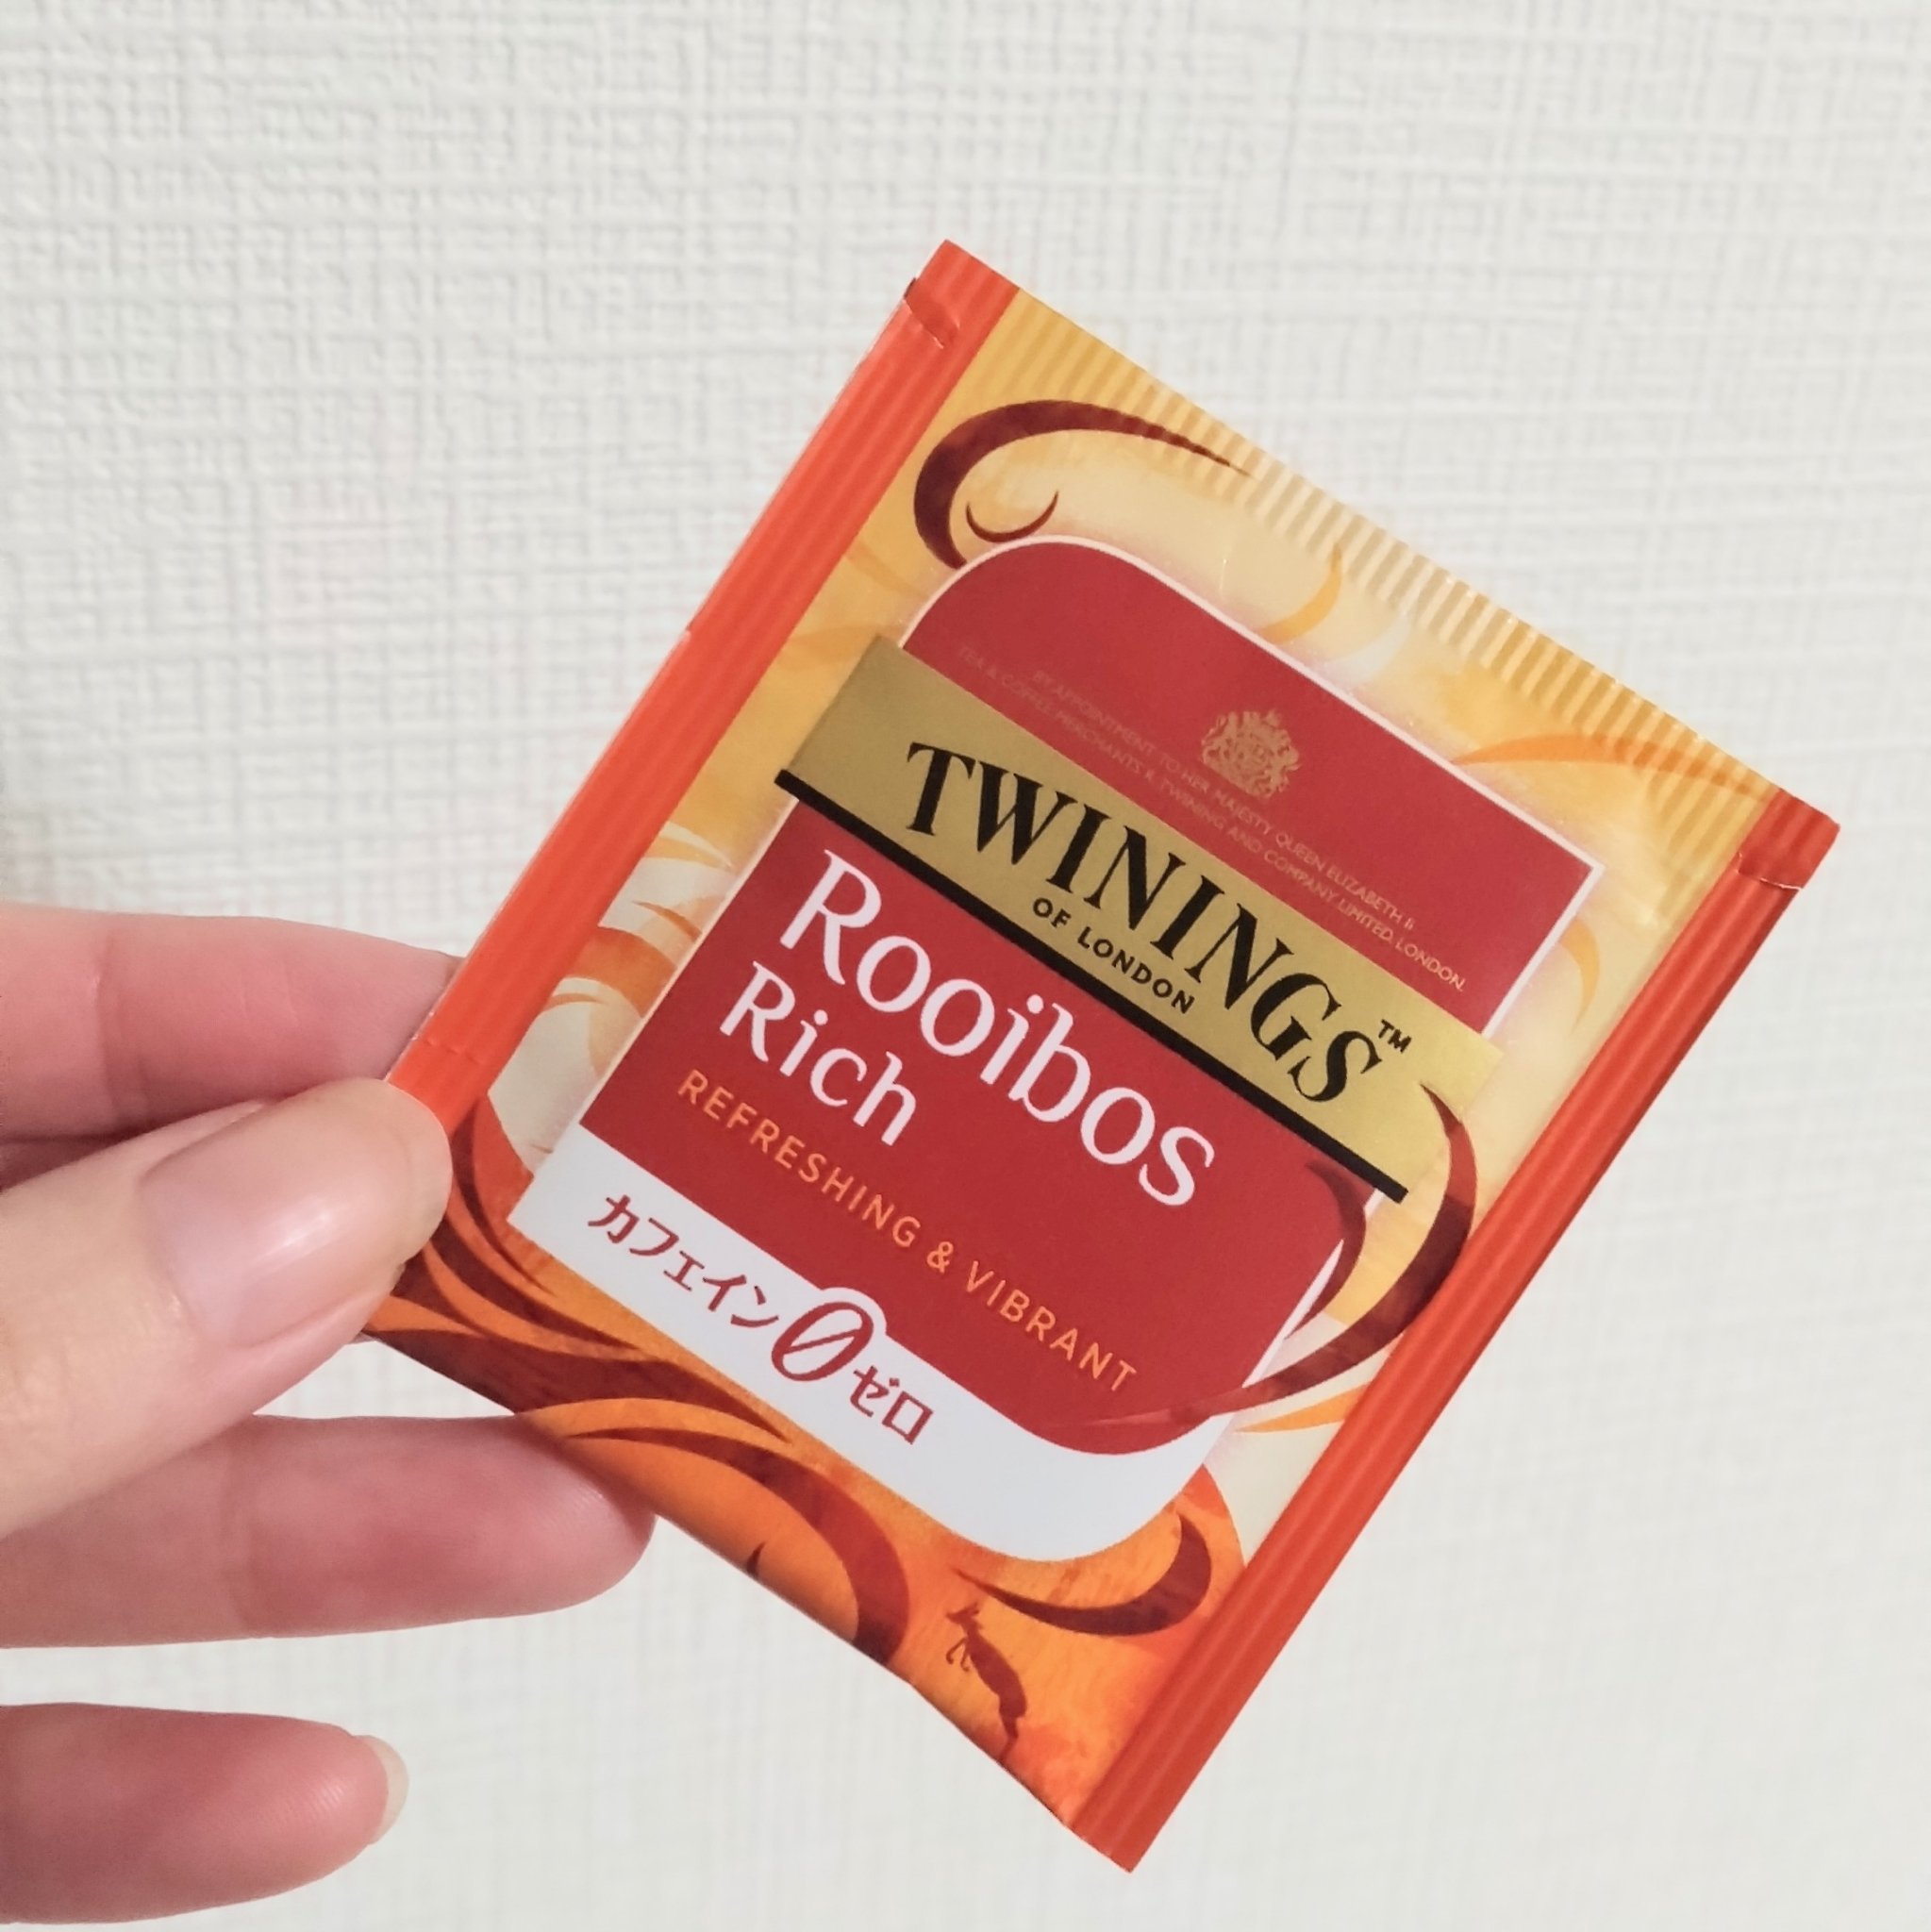 BY APPOINTMENT TO HER MAJESTY QUEEN ELIZABETH II
TEA & COFFEE MERCHANTS R. TWINING AND COMPANY LIMITED, LONDON.
TWININGS™
OF LONDON
Rooibos
Rich
REFRESHING & VIBRANT
カフェイン0ゼロ